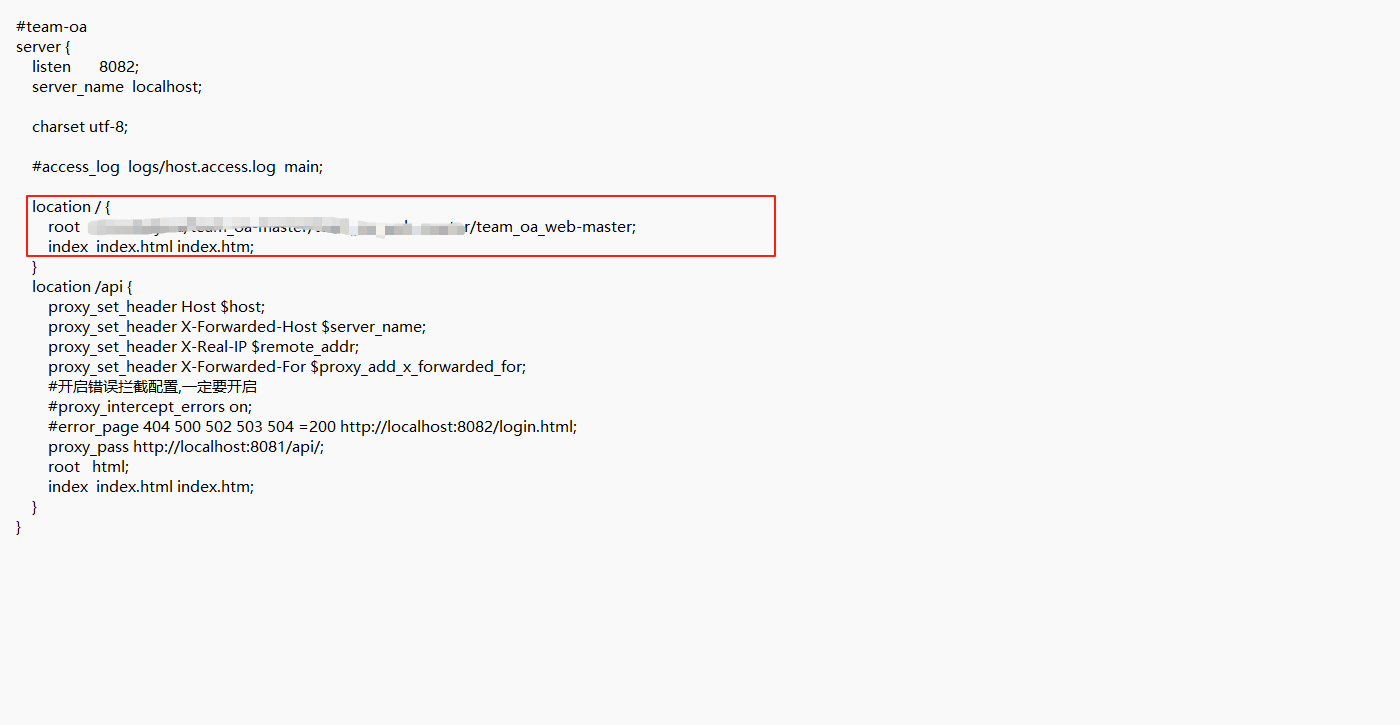 #team-oa
server {
listen 8082;
server_name localhost;
charset utf-8;
#access_log logs/host.access.log main;
location / {
root /team_oa_web-master;
index index.html index.htm;
}
location /api {
proxy_set_header Host $host;
proxy_set_header X-Forwarded-Host $server_name;
proxy_set_header X-Real-IP $remote_addr;
proxy_set_header X-Forwarded-For $proxy_add_x_forwarded_for;
#开启错误拦截配置,一定要开启
#proxy_intercept_errors on;
#error_page 404 500 502 503 504 =200 http://localhost:8082/login.html;
proxy_pass http://localhost:8081/api/;
root html;
index index.html index.htm;
}
}